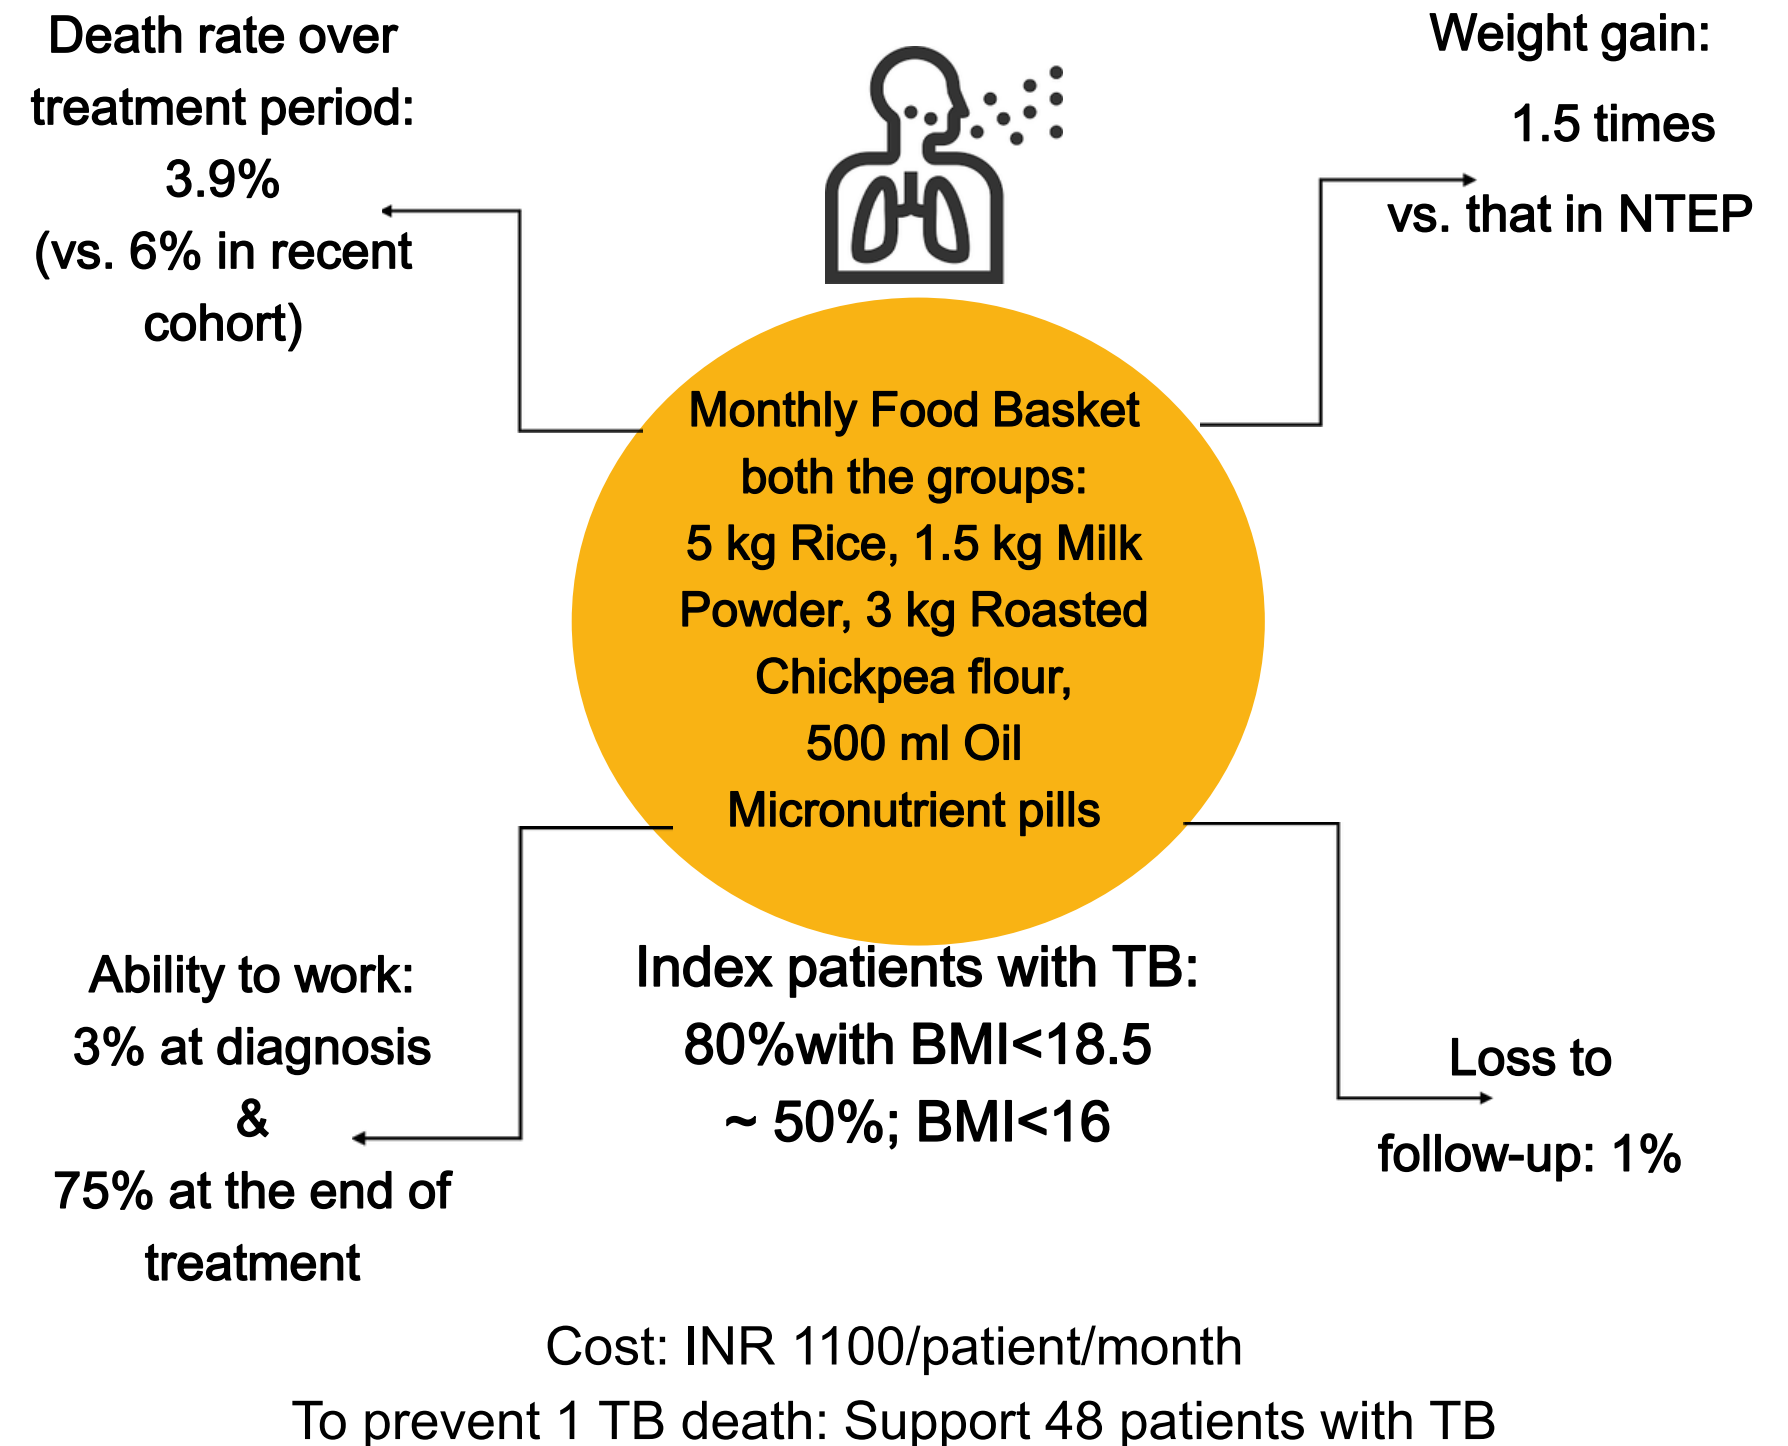 Death rate over
treatment period:
3.9%
(vs. 6% in recent
cohort)
Weight gain:
1.5 times
vs. that in NTEP
Monthly Food Basket
both the groups:
5 kg Rice, 1.5 kg Milk
Powder, 3 kg Roasted
Chickpea flour,
500 ml Oil
Micronutrient pills
Ability to work:
3% at diagnosis
&
75% at the end of
treatment
Index patients with TB:
80%with BMI<18.5
~ 50%; BMI<16
Loss to
follow-up: 1%
Cost: INR 1100/patient/month
To prevent 1 TB death: Support 48 patients with TB